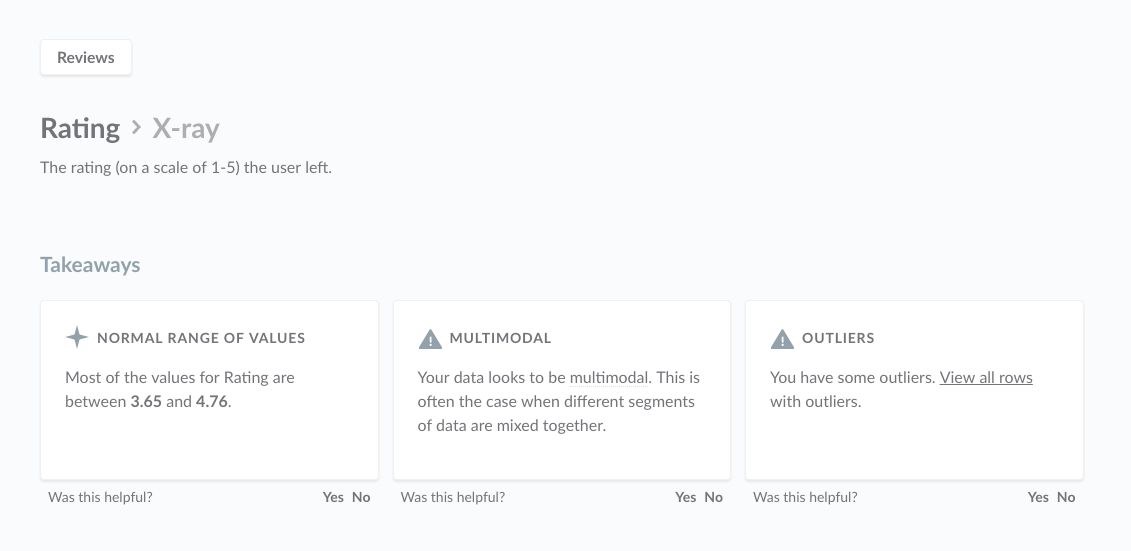 Reviews
Rating > X-ray
The rating (on a scale of 1-5) the user left.
Takeaways
NORMAL RANGE OF VALUES
Most of the values for Rating are
between 3.65 and 4.76.
Was this helpful? Yes No
MULTIMODAL
Your data looks to be multimodal. This is
often the case when different segments
of data are mixed together.
Was this helpful? Yes No
OUTLIERS
You have some outliers. View all rows
with outliers.
Was this helpful? Yes No